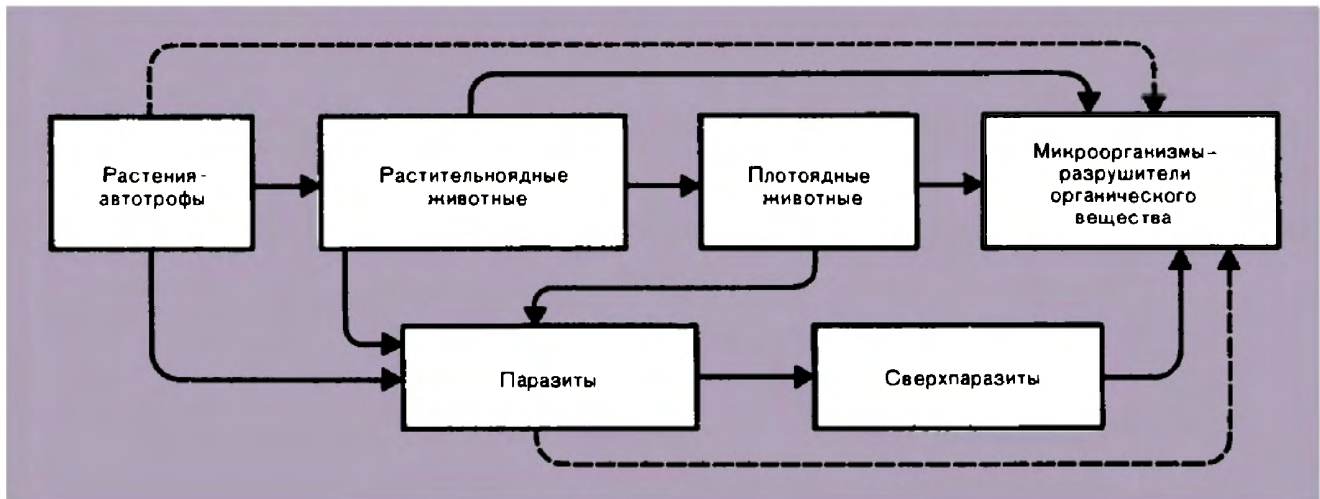 Растения-
автотрофы
Растительноядные
животные
Плотоядные
животные
Микроорганизмы-
разрушители
органического
вещества
Паразиты
Сверхпаразиты